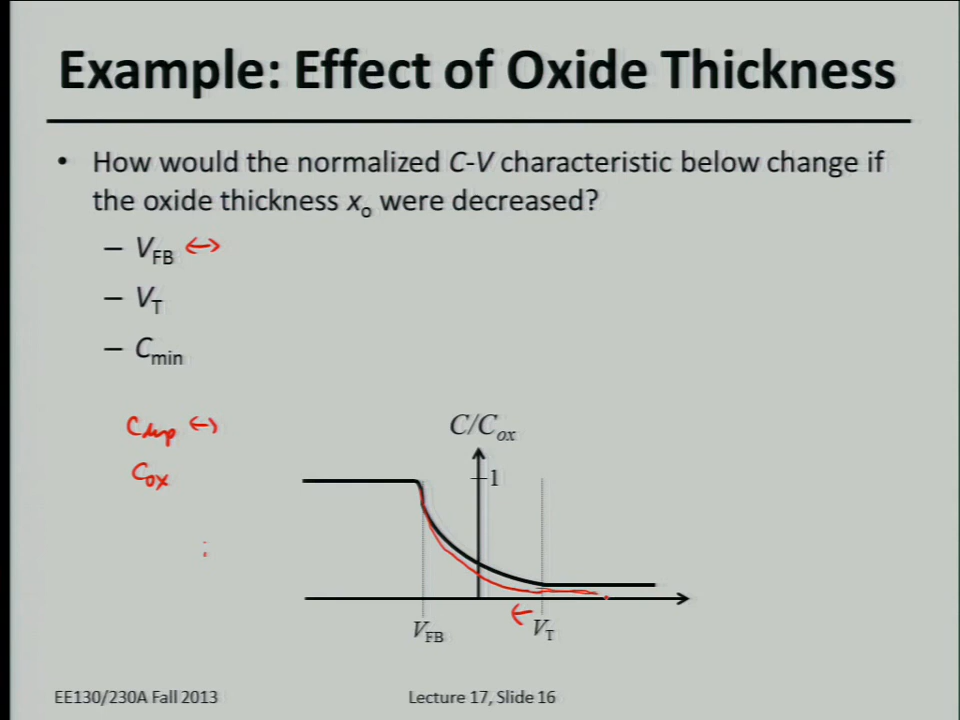 Example: Effect of Oxide Thickness
• How would the normalized C-V characteristic below change if
the oxide thickness xₒ were decreased?
– V_FB ↔
– V_T
– C_min
C_dep ↔
C_ox
C/C_ox
1
V_FB ← V_T
EE130/230A Fall 2013 Lecture 17, Slide 16